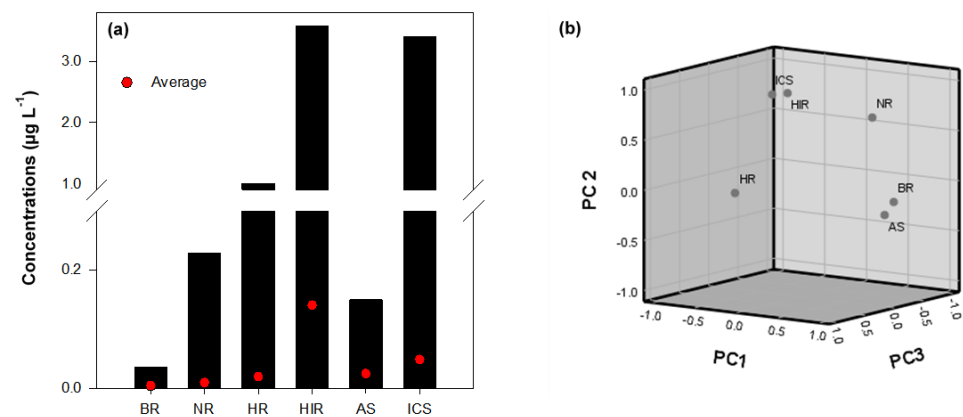 (a)
Average
Concentrations (µg L⁻¹)
3.0
2.0
1.0
0.2
0.0
BR NR HR HIR AS ICS
(b)
ICS
HIR
NR
HR
BR
AS
PC2
1.0
0.5
0.0
-0.5
-1.0
-1.0 -0.5 0.0 0.5 1.0
PC1
1.0 0.5 0.0 -0.5 -1.0
PC3